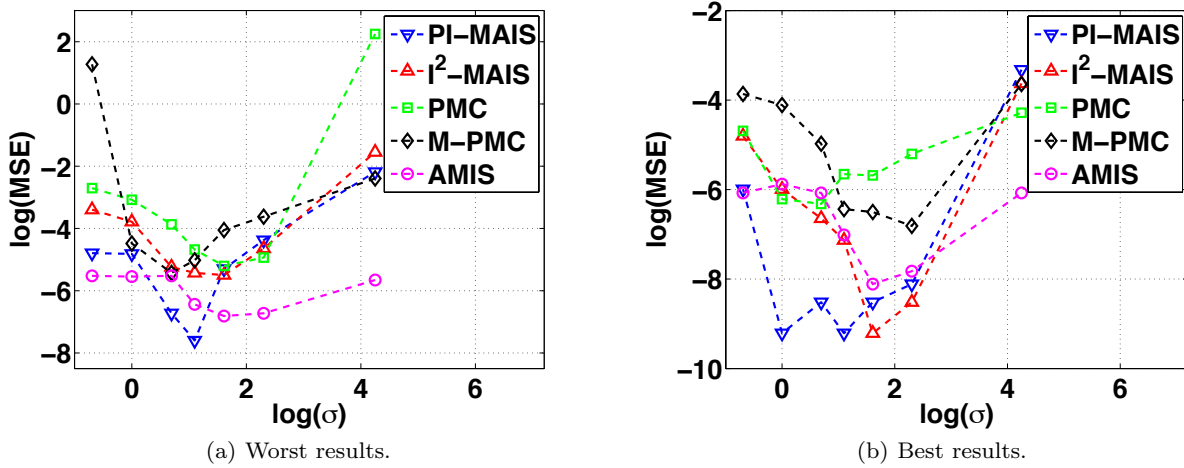 2
0
−2
−4
−6
−8
log(MSE)
0
2
4
6
log(σ)
PI−MAIS
I²−MAIS
PMC
M−PMC
AMIS
(a) Worst results.
−2
−4
−6
−8
−10
log(MSE)
0
2
4
6
log(σ)
PI−MAIS
I²−MAIS
PMC
M−PMC
AMIS
(b) Best results.